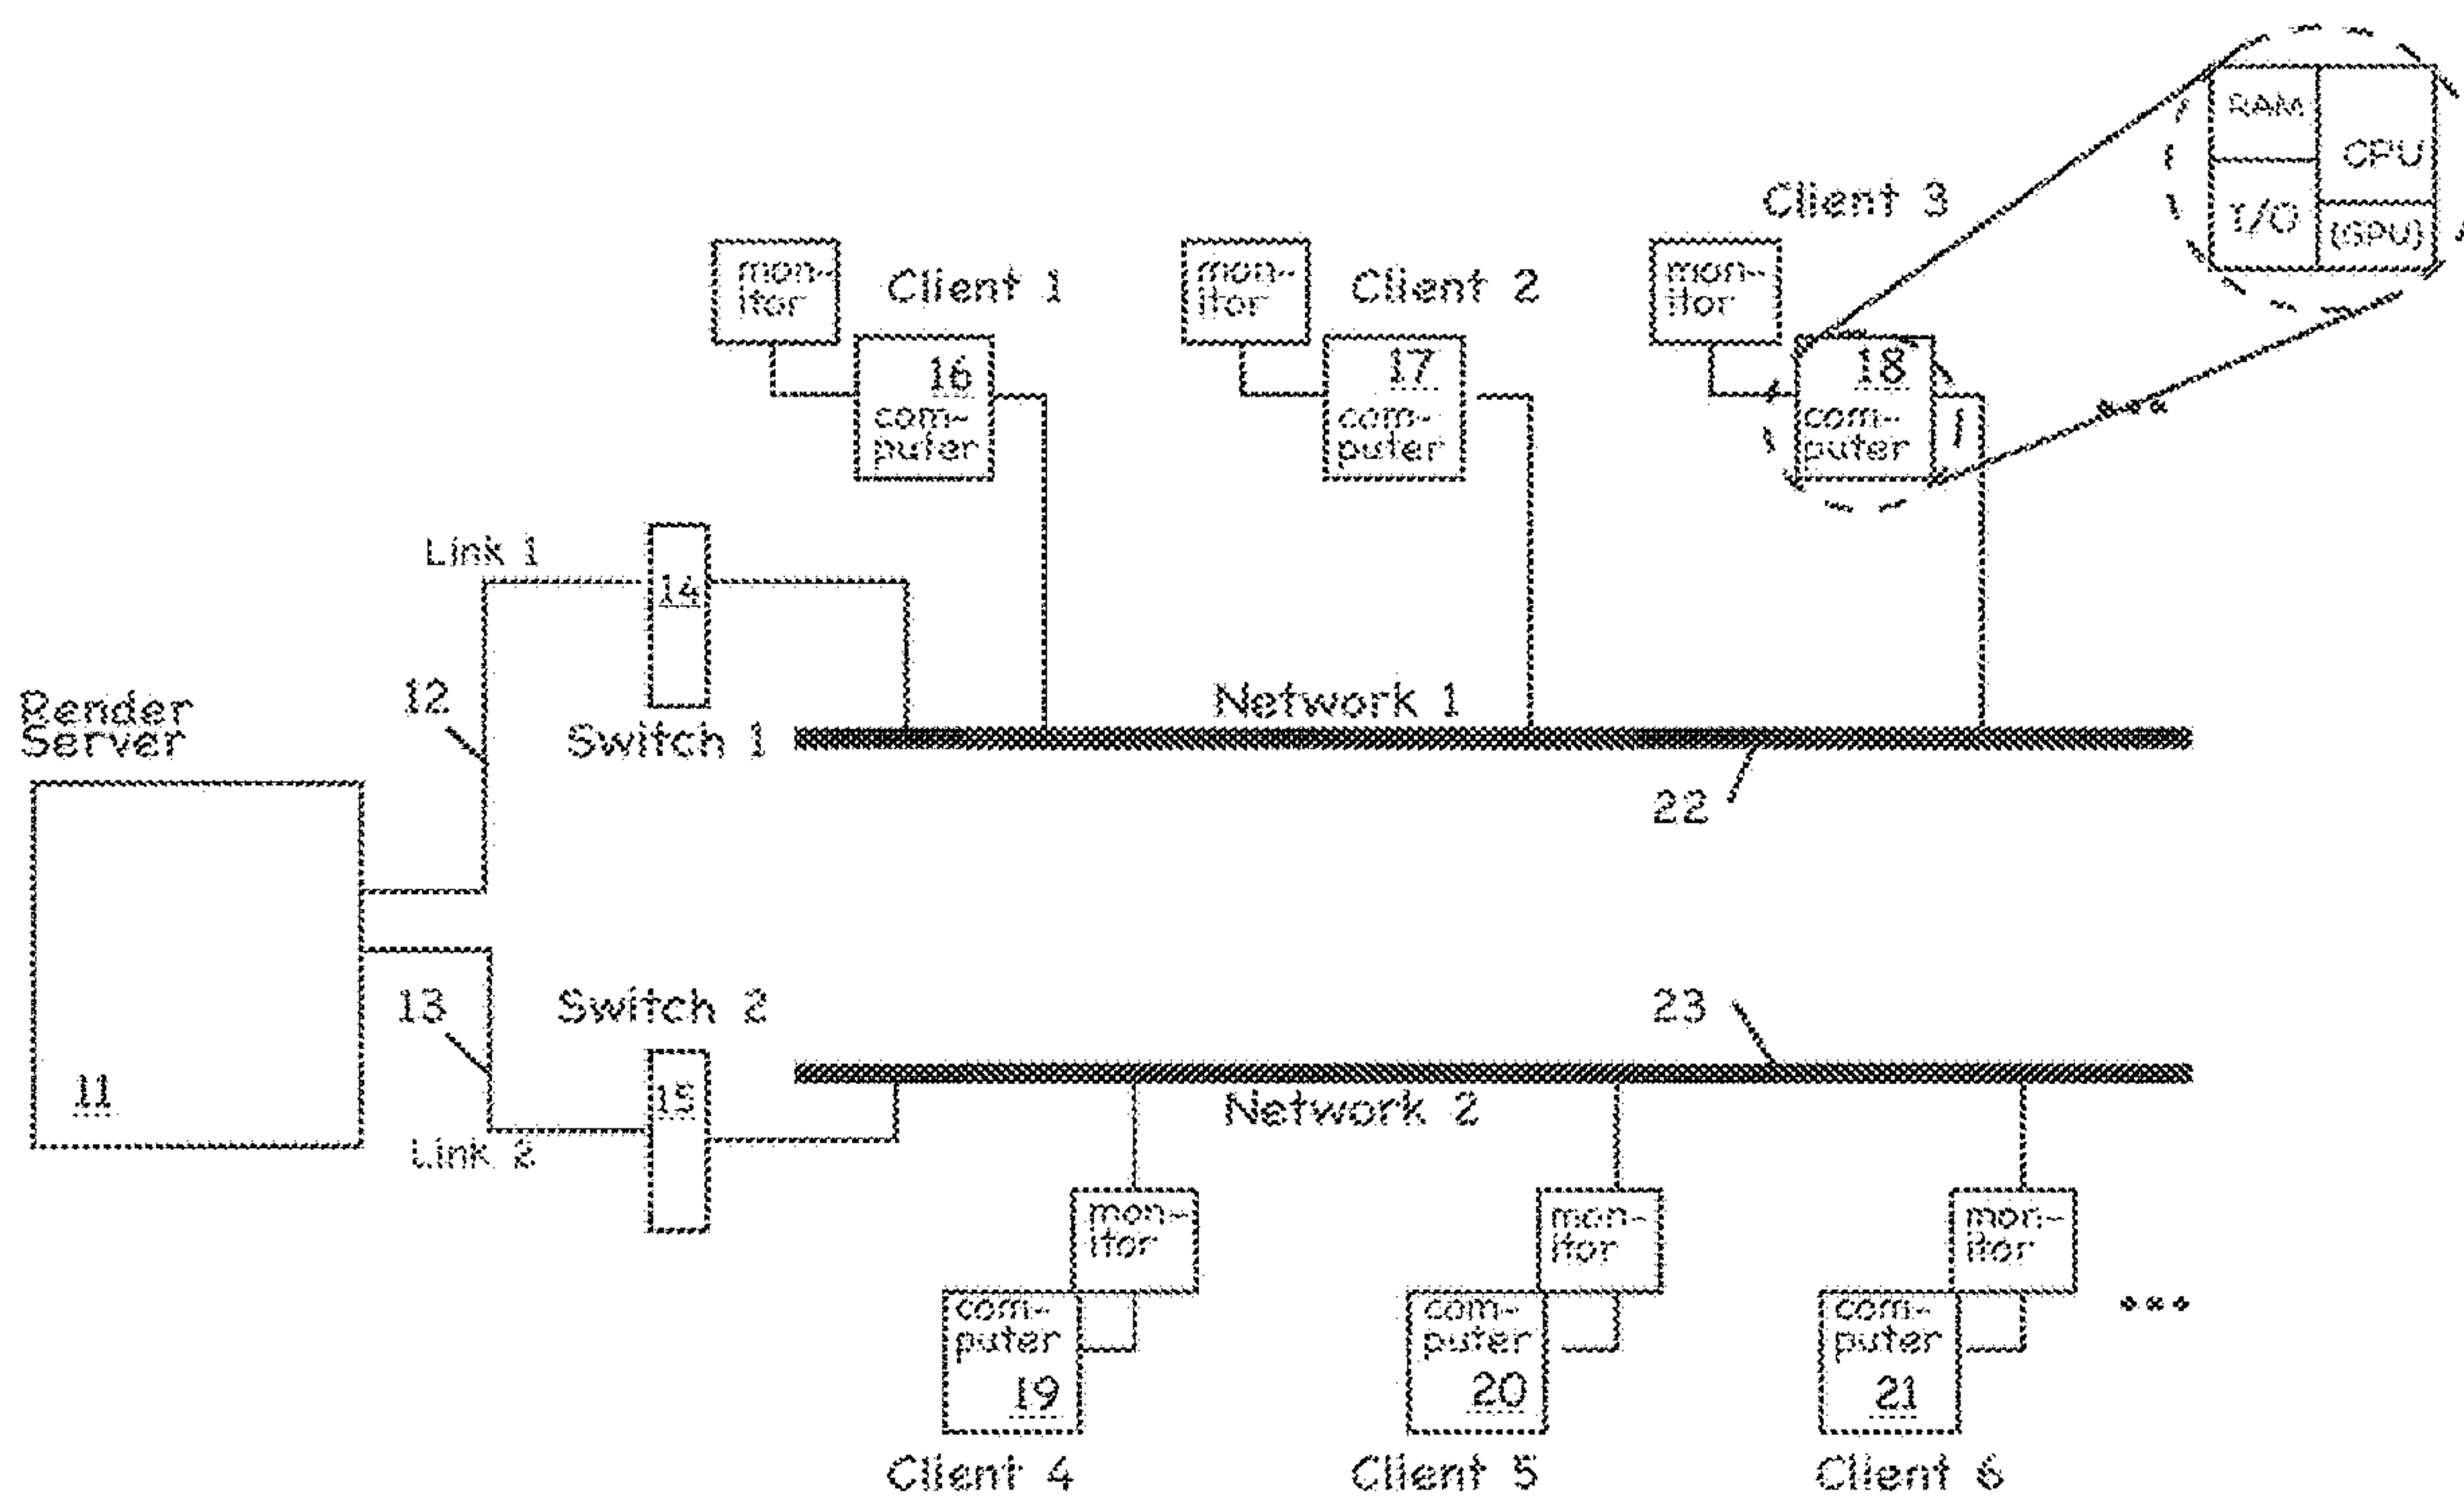 RAM
CPU
I/O
(GPU)
Client 3
mon-
itor
Client 1
mon-
itor
Client 2
mon-
itor
16
com-
puter
17
com-
puter
18
com-
puter
Link 1
14
12
Render
Server
Switch 1
Network 1
22
11
13
Switch 2
23
15
Link 2
Network 2
mon-
itor
mon-
itor
mon-
itor
com-
puter
19
com-
puter
20
com-
puter
21
Client 4
Client 5
Client 6